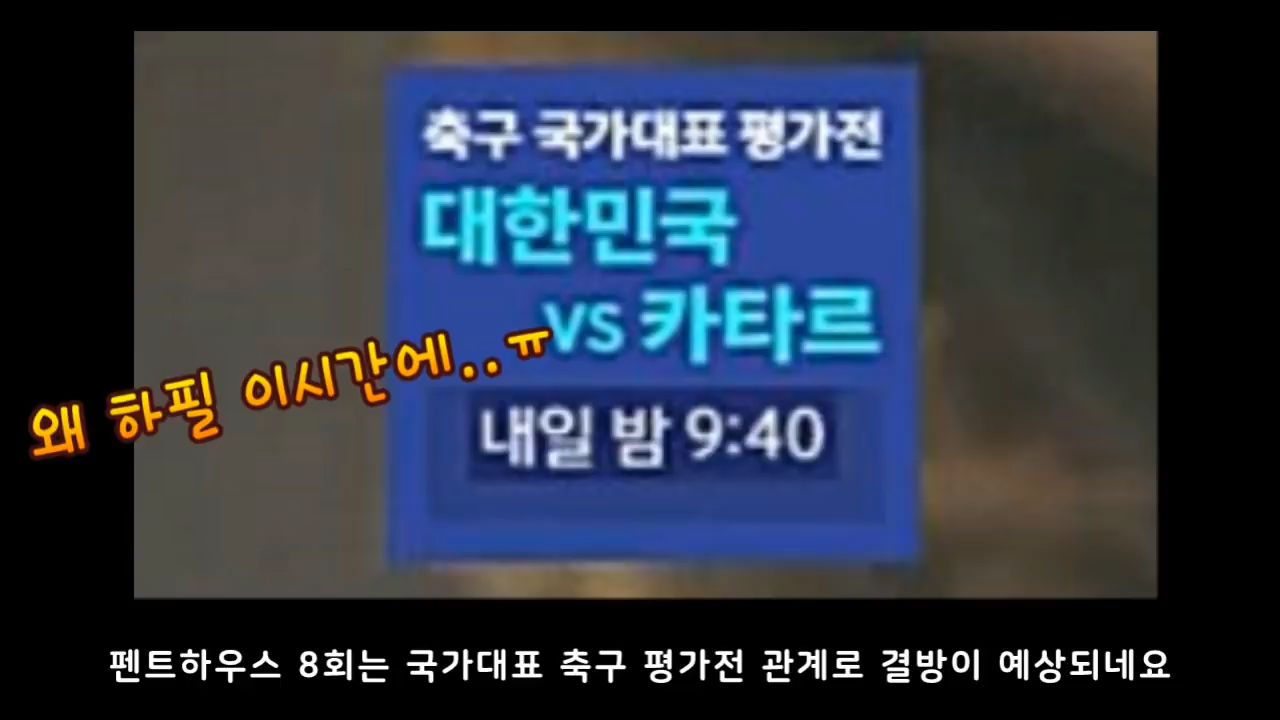 축구 국가대표 평가전
대한민국
vs 카타르
왜 하필 이시간에..ㅠ
내일 밤 9:40
펜트하우스 8회는 국가대표 축구 평가전 관계로 결방이 예상되네요